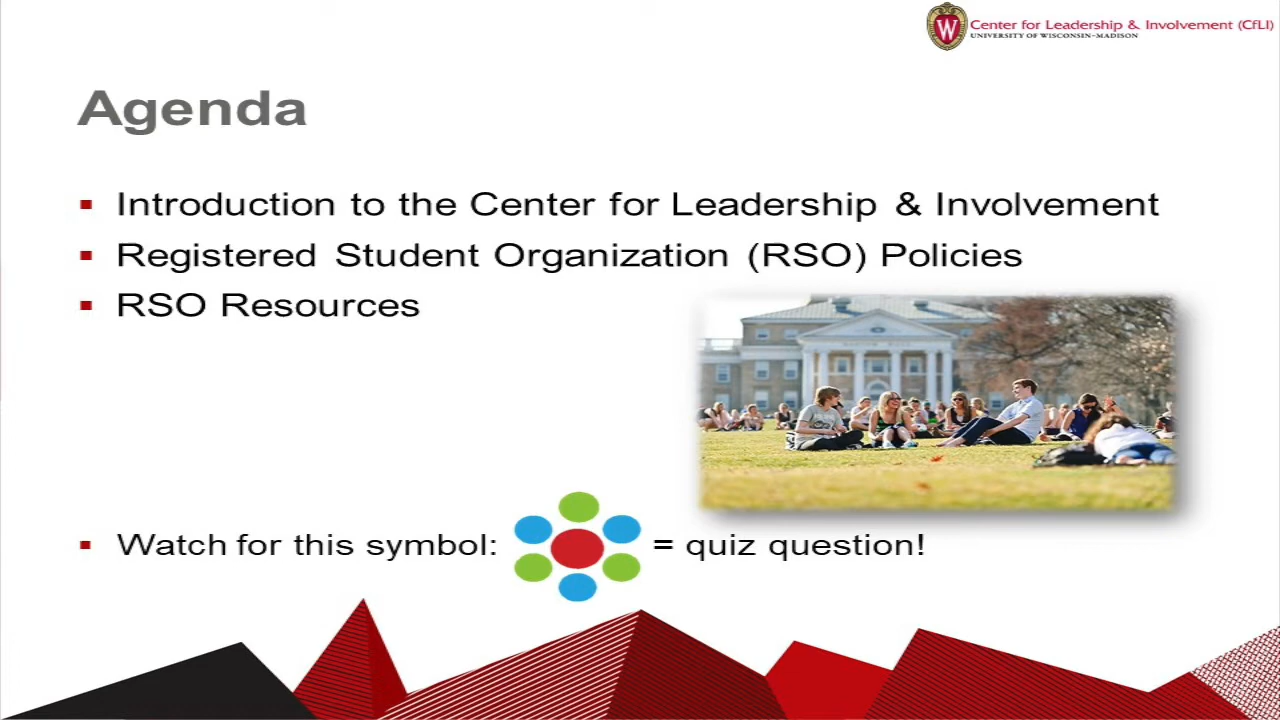 Center for Leadership & Involvement (CfLI)
UNIVERSITY OF WISCONSIN–MADISON
Agenda
Introduction to the Center for Leadership & Involvement
Registered Student Organization (RSO) Policies
RSO Resources
Watch for this symbol: = quiz question!